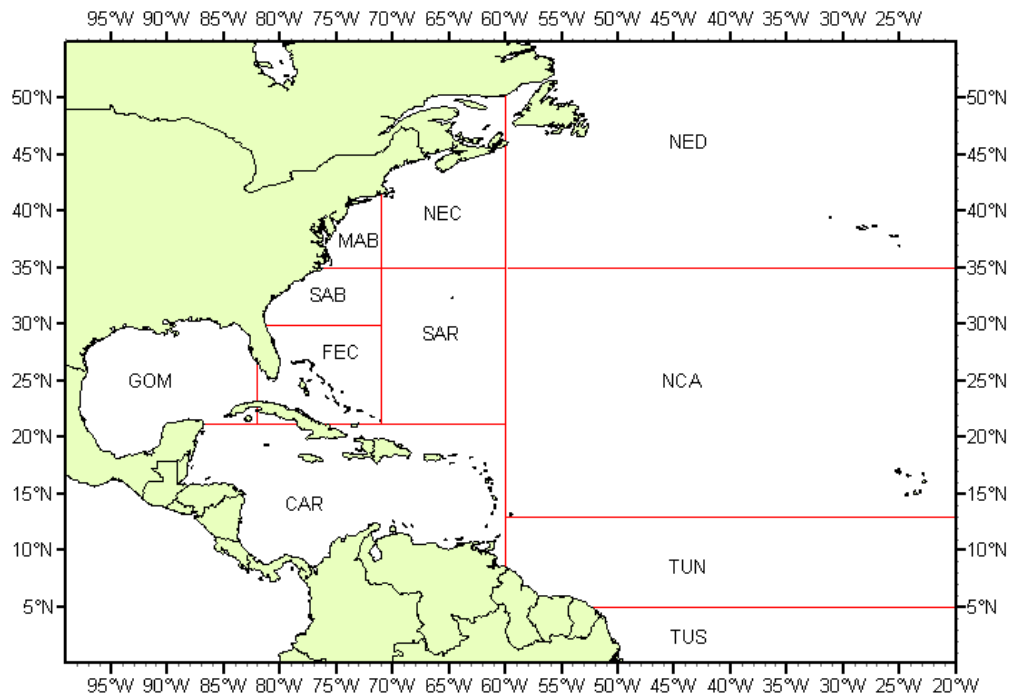 95°W 90°W 85°W 80°W 75°W 70°W 65°W 60°W 55°W 50°W 45°W 40°W 35°W 30°W 25°W
50°N 50°N
NED
45°N 45°N
40°N NEC 40°N
MAB
35°N 35°N
SAB
30°N SAR 30°N
FEC
25°N GOM NCA 25°N
20°N 20°N
15°N CAR 15°N
10°N 10°N
TUN
5°N 5°N
TUS
95°W 90°W 85°W 80°W 75°W 70°W 65°W 60°W 55°W 50°W 45°W 40°W 35°W 30°W 25°W 20°W